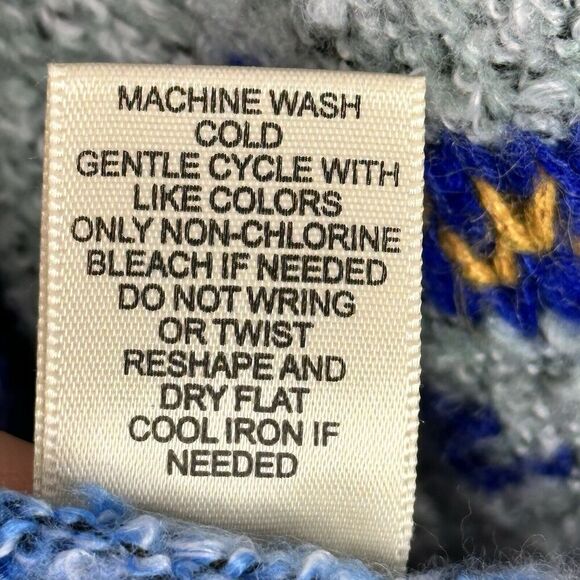 MACHINE WASH
COLD
GENTLE CYCLE WITH
LIKE COLORS
ONLY NON-CHLORINE
BLEACH IF NEEDED
DO NOT WRING
OR TWIST
RESHAPE AND
DRY FLAT
COOL IRON IF
NEEDED